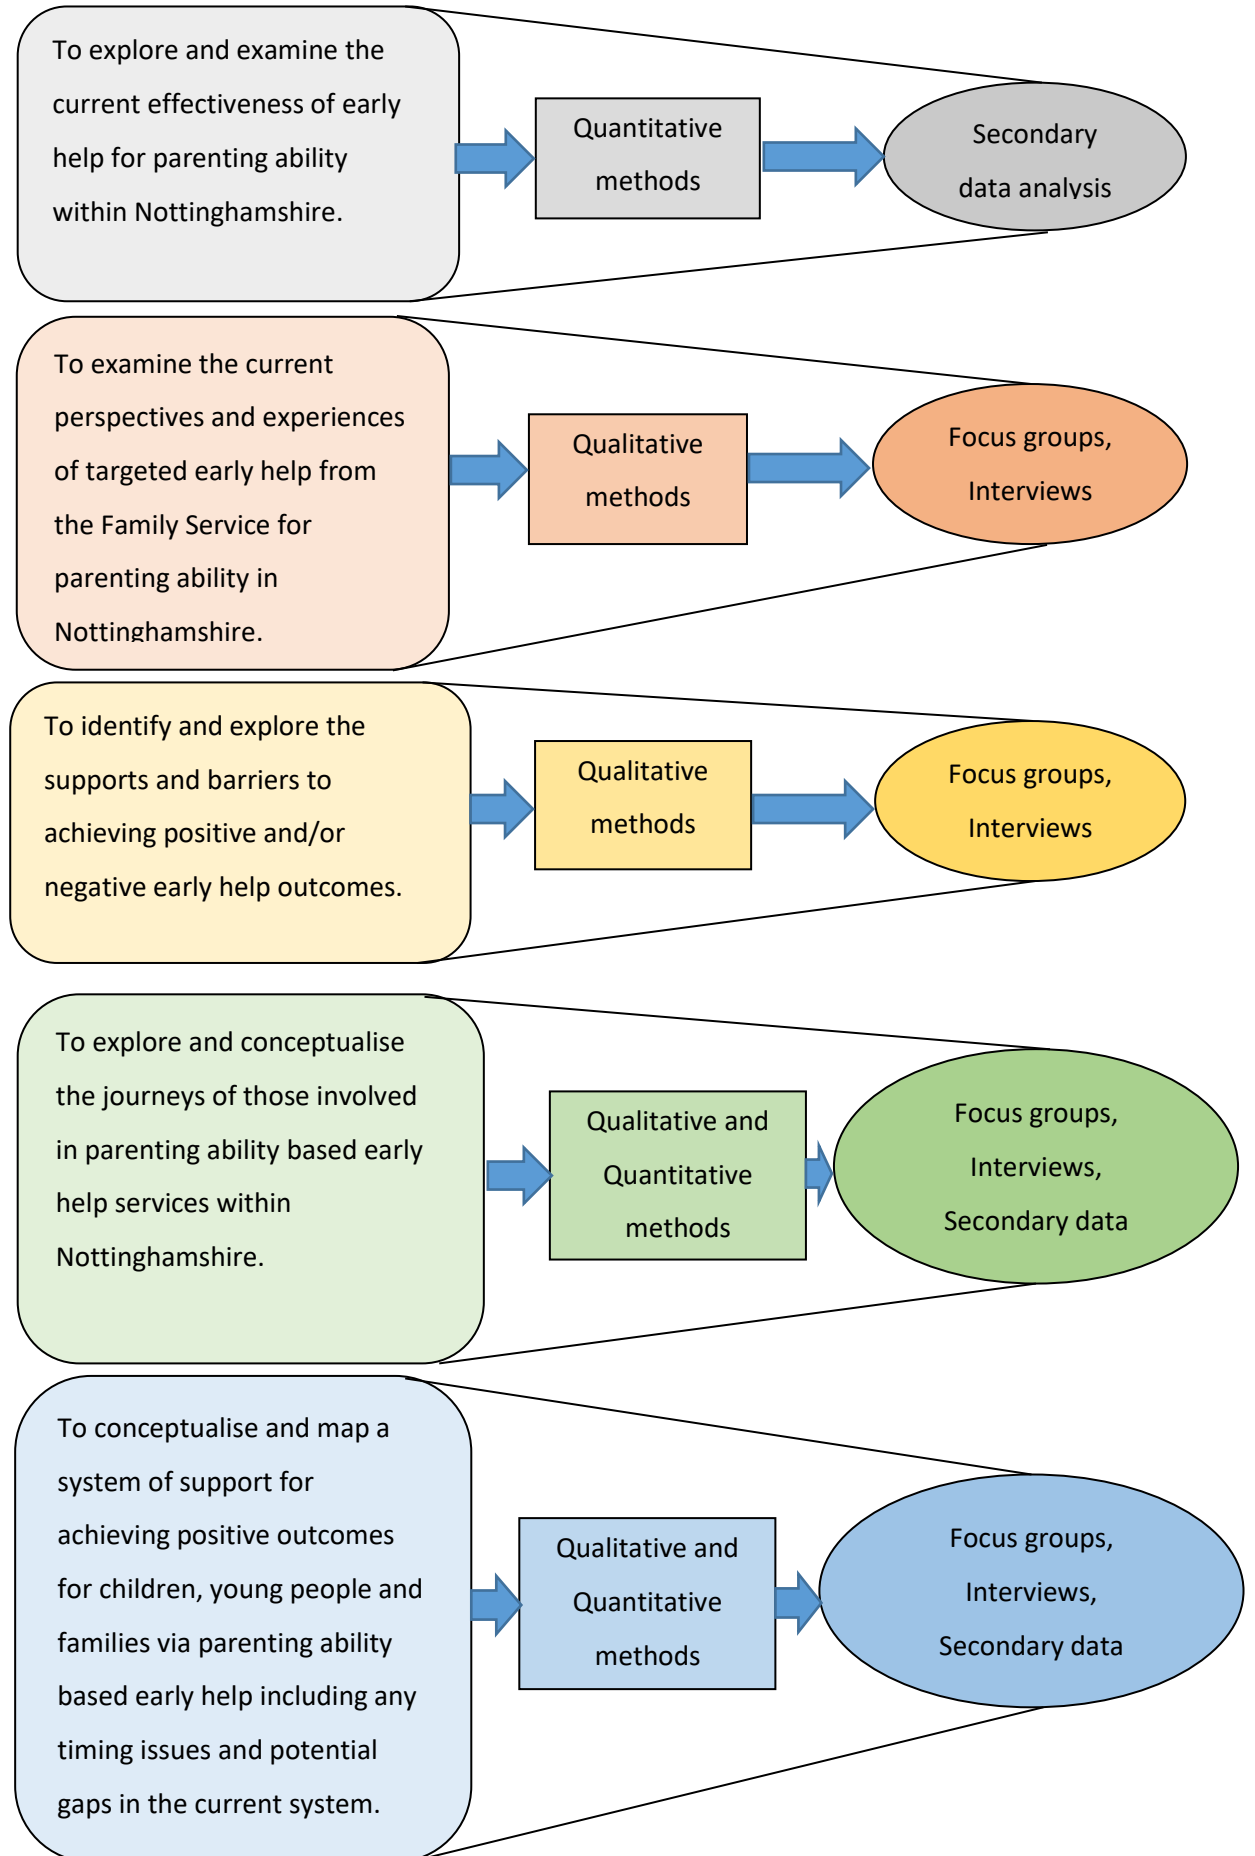 To explore and examine the
current effectiveness of early
help for parenting ability
within Nottinghamshire.
Quantitative
methods
Secondary
data analysis
To examine the current
perspectives and experiences
of targeted early help from
the Family Service for
parenting ability in
Nottinghamshire.
Qualitative
methods
Focus groups,
Interviews
To identify and explore the
supports and barriers to
achieving positive and/or
negative early help outcomes.
Qualitative
methods
Focus groups,
Interviews
To explore and conceptualise
the journeys of those involved
in parenting ability based early
help services within
Nottinghamshire.
Qualitative and
Quantitative
methods
Focus groups,
Interviews,
Secondary data
To conceptualise and map a
system of support for
achieving positive outcomes
for children, young people and
families via parenting ability
based early help including any
timing issues and potential
gaps in the current system.
Qualitative and
Quantitative
methods
Focus groups,
Interviews,
Secondary data